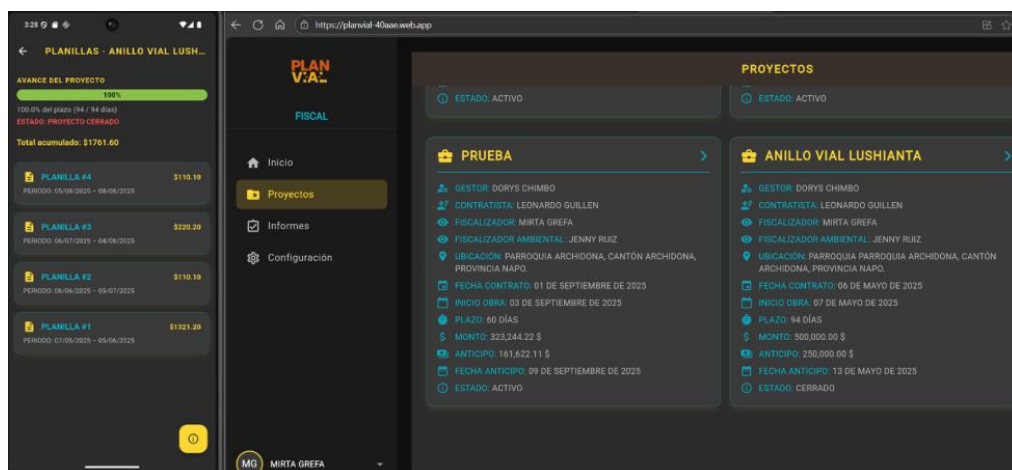 3:28
PLANILLAS · ANILLO VIAL LUSH...
AVANCE DEL PROYECTO
100%
100.0% del plazo (94 / 94 días)
ESTADO: PROYECTO CERRADO
Total acumulado: $1761.60
PLANILLA #4 $110.10
PERIODO: 05/08/2025 – 08/08/2025
PLANILLA #3 $220.20
PERIODO: 06/07/2025 – 04/08/2025
PLANILLA #2 $110.10
PERIODO: 06/06/2025 – 05/07/2025
PLANILLA #1 $1321.20
PERIODO: 07/05/2025 – 05/06/2025
https://planvial-40aae.web.app
PLAN
VIAL
FISCAL
Inicio
Proyectos
Informes
Configuración
MG MIRTA GREFA
PROYECTOS
ESTADO: ACTIVO
ESTADO: ACTIVO
PRUEBA
GESTOR: DORYS CHIMBO
CONTRATISTA: LEONARDO GUILLEN
FISCALIZADOR: MIRTA GREFA
FISCALIZADOR AMBIENTAL: JENNY RUIZ
UBICACIÓN: PARROQUIA ARCHIDONA, CANTÓN ARCHIDONA,
PROVINCIA NAPO.
FECHA CONTRATO: 01 DE SEPTIEMBRE DE 2025
INICIO OBRA: 03 DE SEPTIEMBRE DE 2025
PLAZO: 60 DÍAS
MONTO: 323,244.22 $
ANTICIPO: 161,622.11 $
FECHA ANTICIPO: 09 DE SEPTIEMBRE DE 2025
ESTADO: ACTIVO
ANILLO VIAL LUSHIANTA
GESTOR: DORYS CHIMBO
CONTRATISTA: LEONARDO GUILLEN
FISCALIZADOR: MIRTA GREFA
FISCALIZADOR AMBIENTAL: JENNY RUIZ
UBICACIÓN: PARROQUIA PARROQUIA ARCHIDONA, CANTÓN
ARCHIDONA, PROVINCIA NAPO.
FECHA CONTRATO: 06 DE MAYO DE 2025
INICIO OBRA: 07 DE MAYO DE 2025
PLAZO: 94 DÍAS
MONTO: 500,000.00 $
ANTICIPO: 250,000.00 $
FECHA ANTICIPO: 13 DE MAYO DE 2025
ESTADO: CERRADO